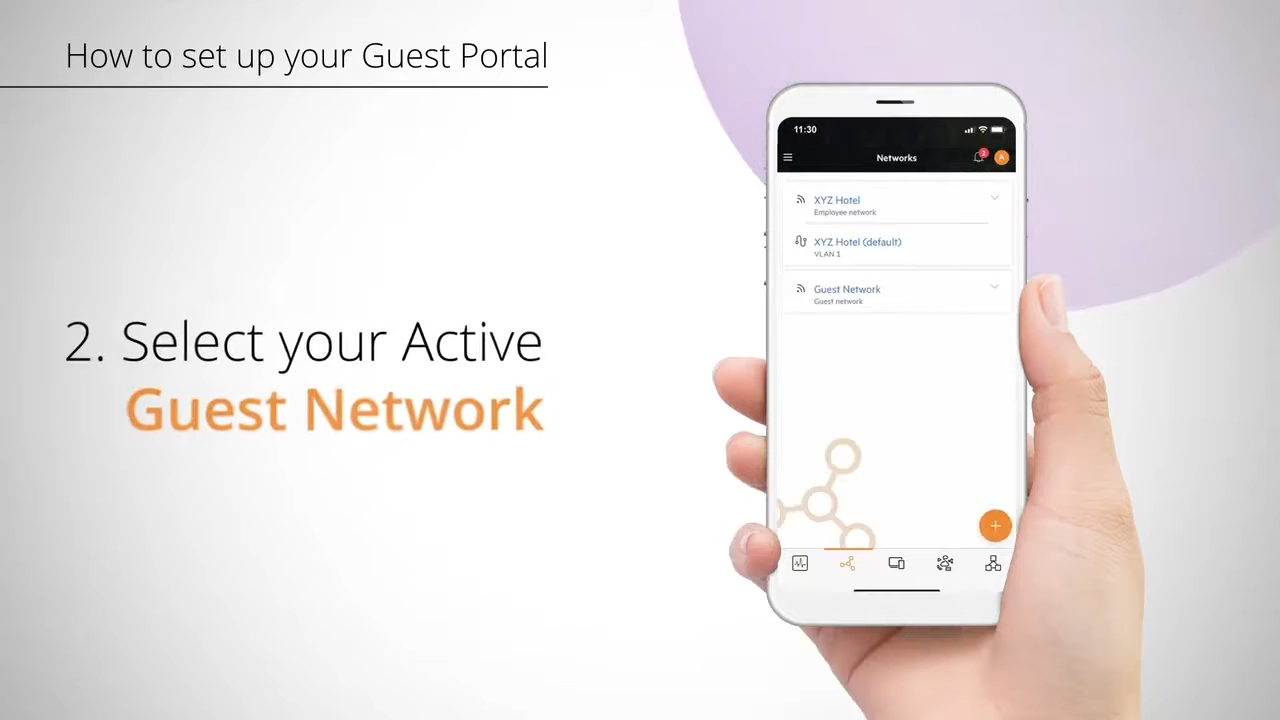 How to set up your Guest Portal
2. Select your Active
Guest Network
11:30
Networks
2
A
XYZ Hotel
Employee network
XYZ Hotel (default)
VLAN 1
Guest Network
Guest network